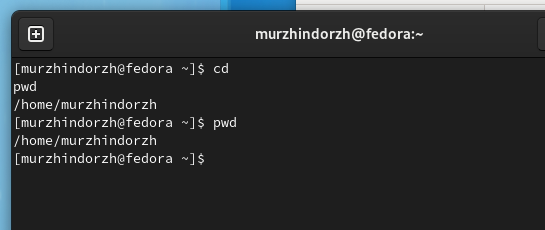 murzhindorzh@fedora:~
[murzhindorzh@fedora ~]$ cd
pwd
/home/murzhindorzh
[murzhindorzh@fedora ~]$ pwd
/home/murzhindorzh
[murzhindorzh@fedora ~]$